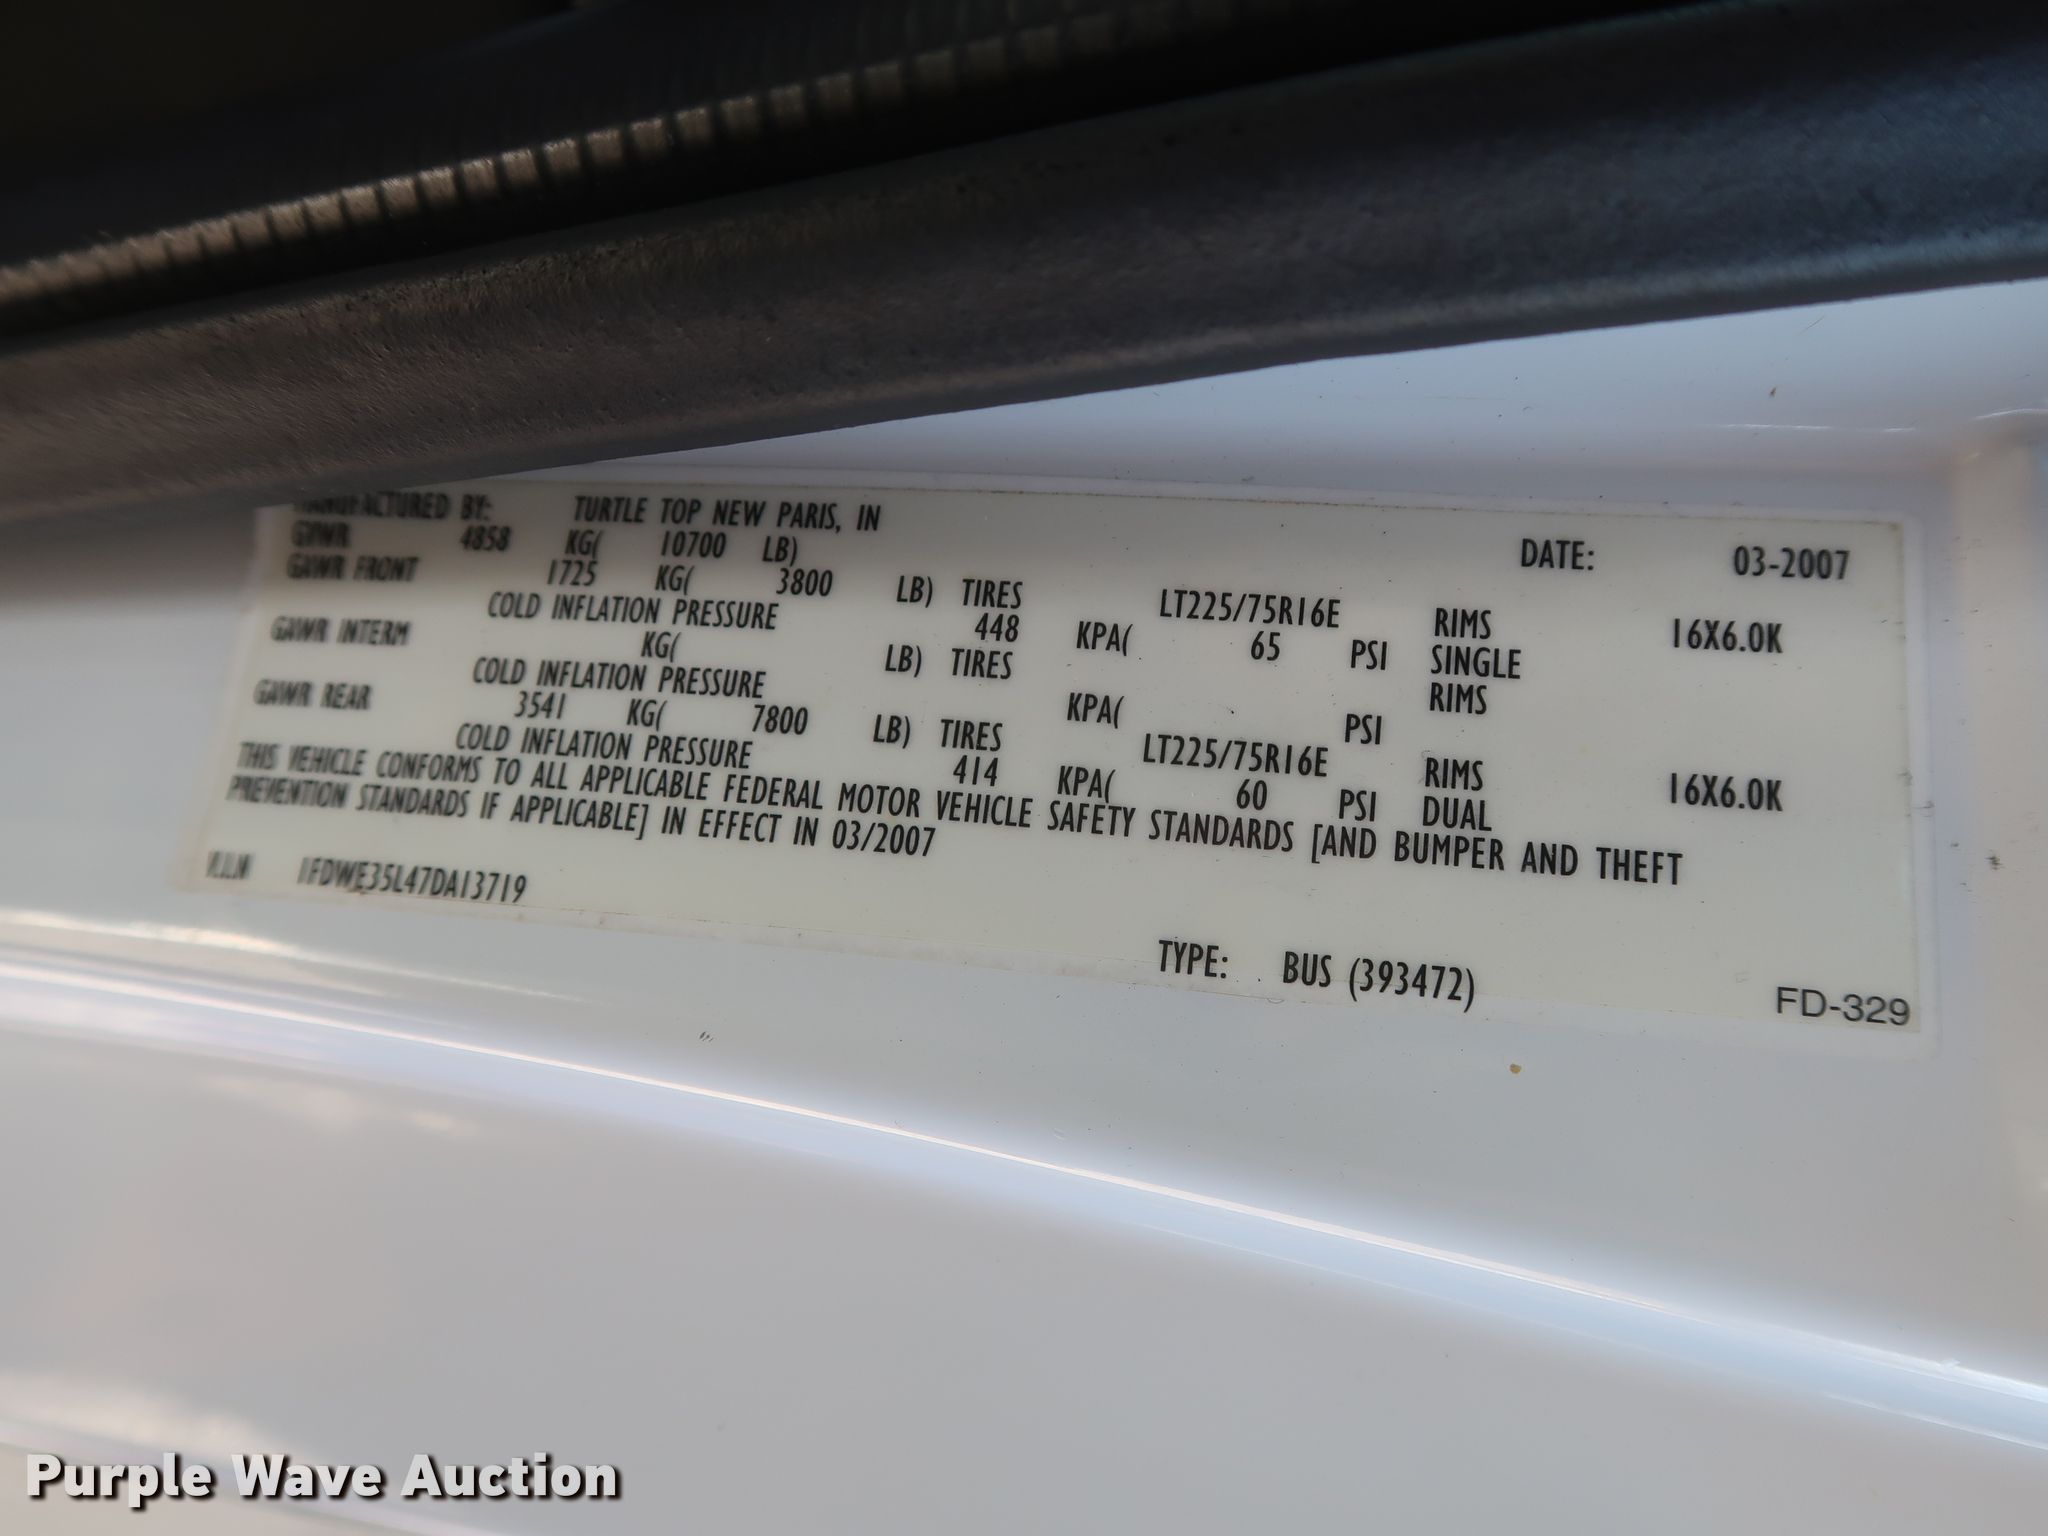 MANUFACTURED BY: TURTLE TOP NEW PARIS, IN DATE: 03-2007
GVWR 4858 KG( 10700 LB)
GAWR FRONT 1725 KG( 3800 LB) TIRES LT225/75R16E RIMS 16X6.0K
COLD INFLATION PRESSURE 448 KPA( 65 PSI SINGLE
GAWR INTERM KG( LB) TIRES RIMS
COLD INFLATION PRESSURE KPA( PSI
GAWR REAR 3541 KG( 7800 LB) TIRES LT225/75R16E RIMS 16X6.0K
COLD INFLATION PRESSURE 414 KPA( 60 PSI DUAL
THIS VEHICLE CONFORMS TO ALL APPLICABLE FEDERAL MOTOR VEHICLE SAFETY STANDARDS [AND BUMPER AND THEFT
PREVENTION STANDARDS IF APPLICABLE] IN EFFECT IN 03/2007
V.I.N 1FDWE35L47DA13719 TYPE: BUS (393472)
FD-329
Purple Wave Auction